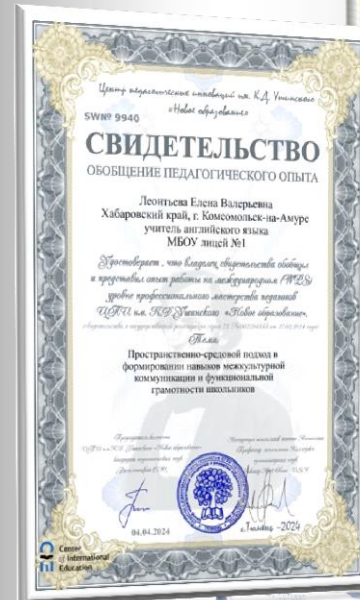 Центр педагогических инноваций им. К.Д. Ушинского
«Новое образование»
SW№ 9940
СВИДЕТЕЛЬСТВО
ОБОБЩЕНИЕ ПЕДАГОГИЧЕСКОГО ОПЫТА
Леонтьева Елена Валерьевна
Хабаровский край, г. Комсомольск-на-Амуре
учитель английского языка
МБОУ лицей №1
Удостоверяет, что владелец свидетельства обобщил
и представил опыт работы на международном
уровне профессионального мастерства педагогов
ЦПИ им. К.Д. Ушинского «Новое образование».
Тема:
Пространственно-средовой подход в
формировании навыков межкультурной
коммуникации и функциональной
грамотности школьников
04.04.2024
г.Тюмень -2024
Center
of International
Education